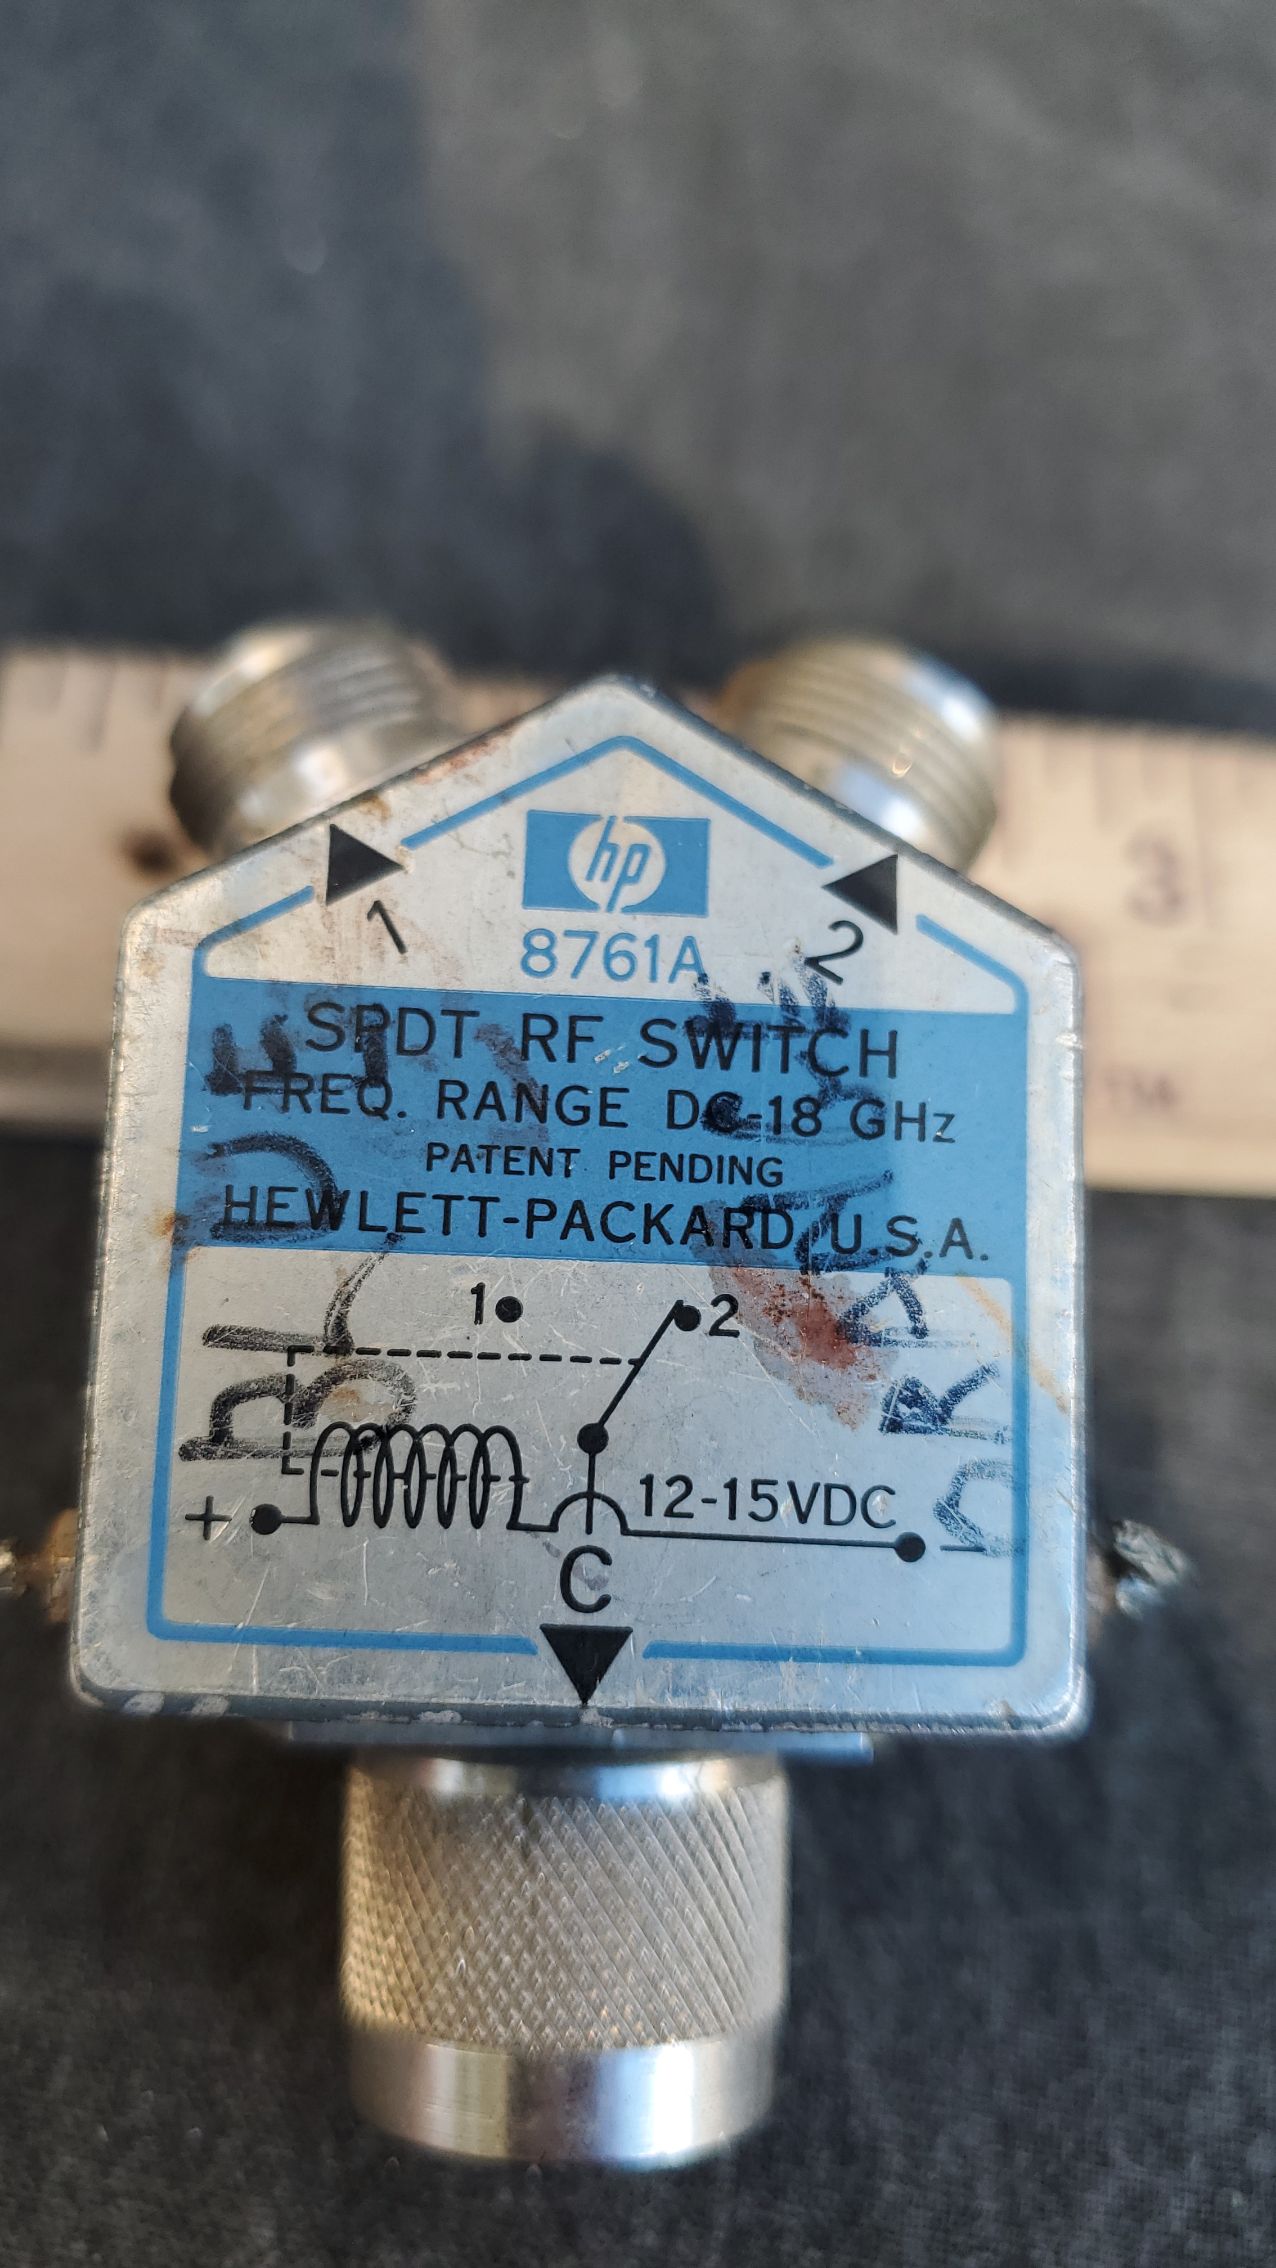 hp
8761A
1
2
SPDT RF SWITCH
FREQ. RANGE DC-18 GHz
PATENT PENDING
HEWLETT-PACKARD, U.S.A.
1
2
+
12-15VDC
-
C
3